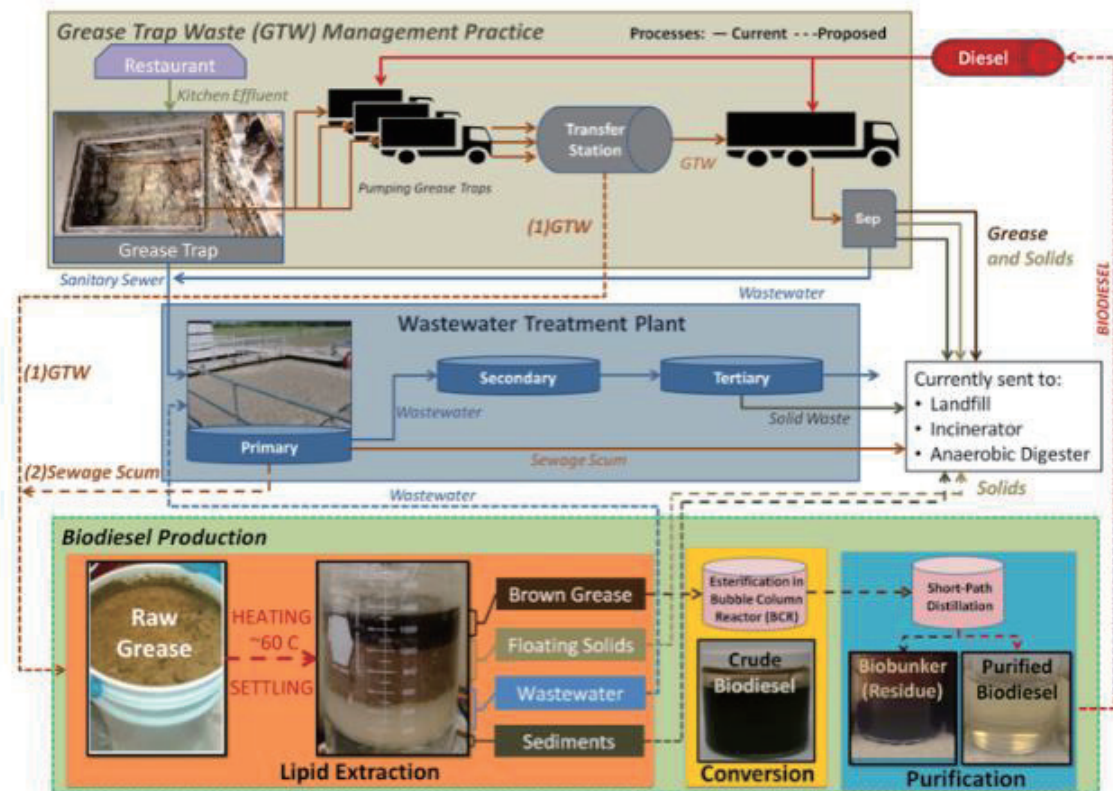 Grease Trap Waste (GTW) Management Practice
Processes: — Current - - -Proposed
Diesel
Restaurant
Kitchen Effluent
Transfer
Station
GTW
Pumping Grease Traps
(1)GTW
Sep
Grease
and Solids
Grease Trap
Sanitary Sewer
Wastewater
BIODIESEL
Wastewater Treatment Plant
(1)GTW
Secondary
Tertiary
Wastewater
Solid Waste
Primary
Sewage Scum
Currently sent to:
• Landfill
• Incinerator
• Anaerobic Digester
(2)Sewage Scum
Wastewater
Solids
Biodiesel Production
Raw
Grease
HEATING
~60 C
SETTLING
Brown Grease
Floating Solids
Wastewater
Sediments
Lipid Extraction
Esterification in
Bubble Column
Reactor (BCR)
Crude
Biodiesel
Conversion
Short-Path
Distillation
Biobunker
(Residue)
Purified
Biodiesel
Purification